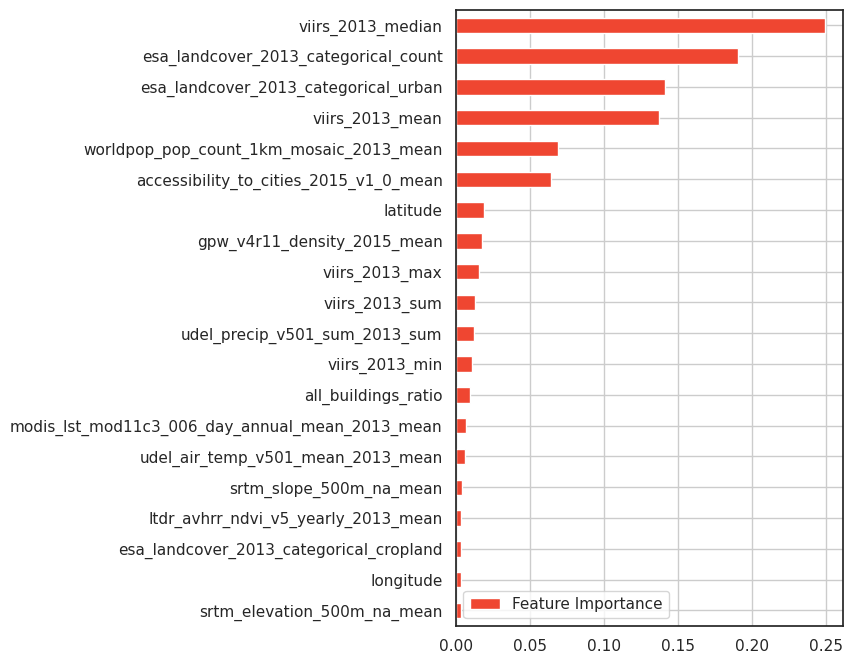 viirs_2013_median
esa_landcover_2013_categorical_count
esa_landcover_2013_categorical_urban
viirs_2013_mean
worldpop_pop_count_1km_mosaic_2013_mean
accessibility_to_cities_2015_v1_0_mean
latitude
gpw_v4r11_density_2015_mean
viirs_2013_max
viirs_2013_sum
udel_precip_v501_sum_2013_sum
viirs_2013_min
all_buildings_ratio
modis_lst_mod11c3_006_day_annual_mean_2013_mean
udel_air_temp_v501_mean_2013_mean
srtm_slope_500m_na_mean
ltdr_avhrr_ndvi_v5_yearly_2013_mean
esa_landcover_2013_categorical_cropland
longitude
srtm_elevation_500m_na_mean
Feature Importance
0.00 0.05 0.10 0.15 0.20 0.25